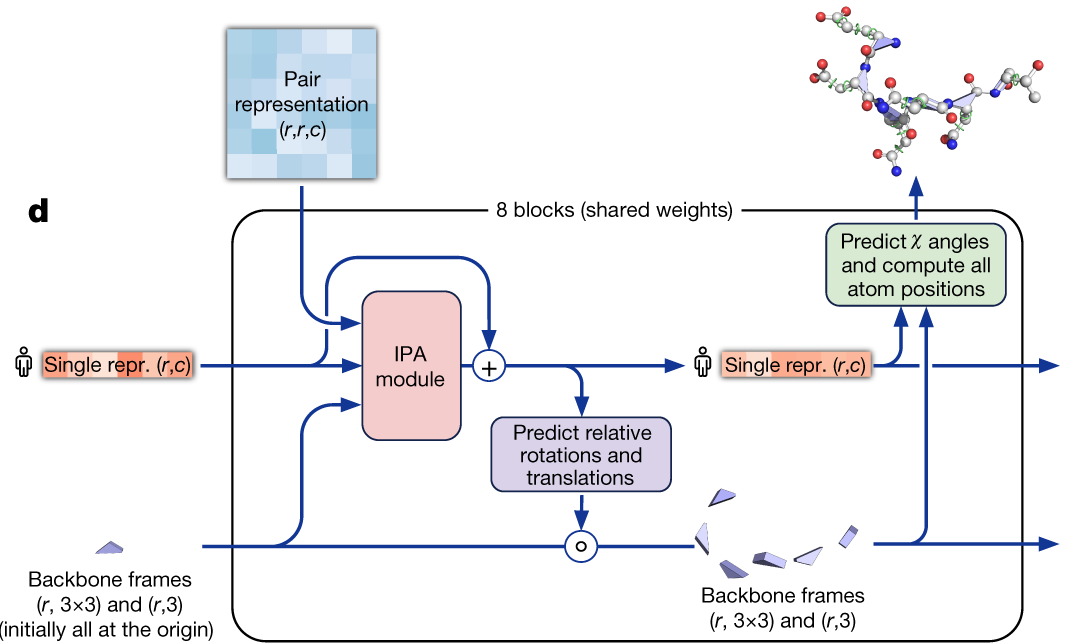 Pair
representation
(r,r,c)
d
8 blocks (shared weights)
Predict χ angles
and compute all
atom positions
Single repr. (r,c)
IPA
module
+
Single repr. (r,c)
Predict relative
rotations and
translations
Backbone frames
(r, 3×3) and (r,3)
(initially all at the origin)
Backbone frames
(r, 3×3) and (r,3)